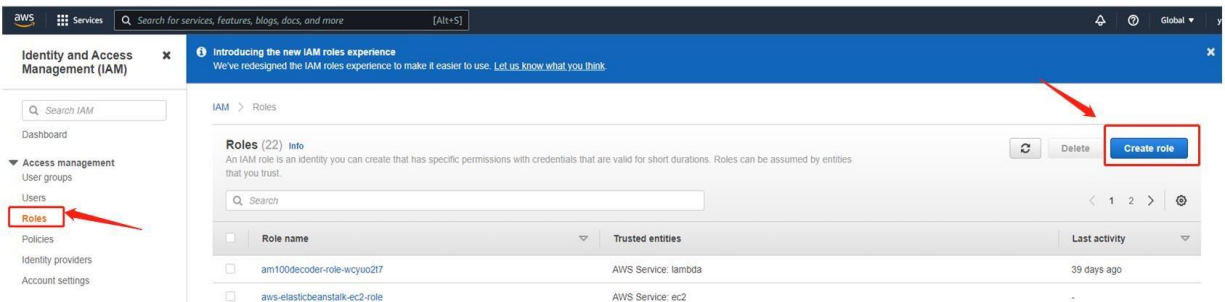 aws Services Search for services, features, blogs, docs, and more [Alt+S] Global
Identity and Access
Management (IAM)
Search IAM
Dashboard
Access management
User groups
Users
Roles
Policies
Identity providers
Account settings
Introducing the new IAM roles experience
We've redesigned the IAM roles experience to make it easier to use. Let us know what you think.
IAM > Roles
Roles (22) Info
An IAM role is an identity you can create that has specific permissions with credentials that are valid for short durations. Roles can be assumed by entities
that you trust.
Delete
Create role
Search
1 2
Role name Trusted entities Last activity
am100decoder-role-wcyuo2f7 AWS Service: lambda 39 days ago
aws-elasticbeanstalk-ec2-role AWS Service: ec2 -